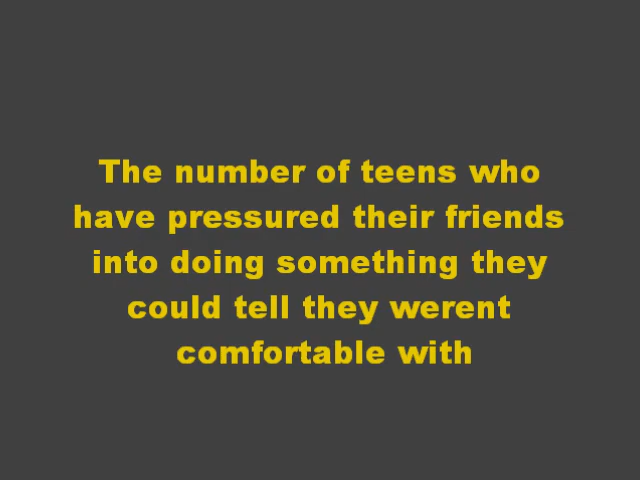 The number of teens who
have pressured their friends
into doing something they
could tell they werent
comfortable with